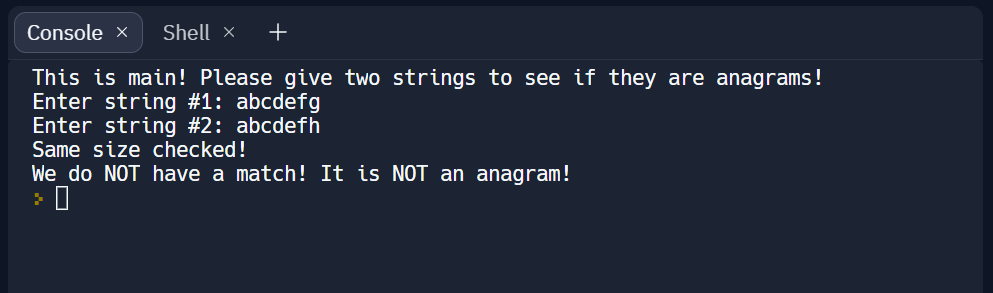 Console × Shell × +
This is main! Please give two strings to see if they are anagrams!
Enter string #1: abcdefg
Enter string #2: abcdefh
Same size checked!
We do NOT have a match! It is NOT an anagram!
>